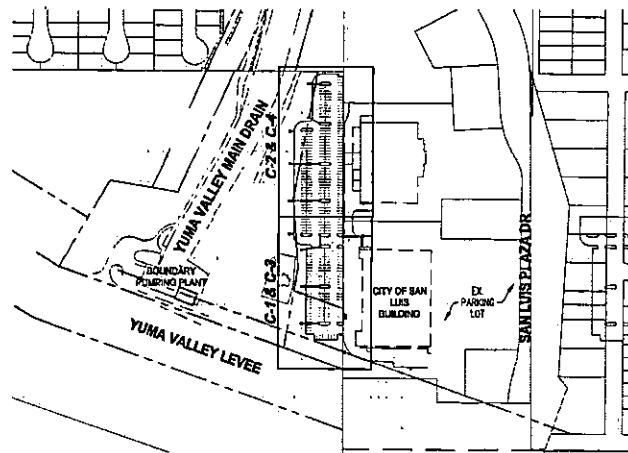 YUMA VALLEY MAIN DRAIN
C-2 & C-4
C-1 & C-3
BOUNDARY
PUMPING PLANT
YUMA VALLEY LEVEE
CITY OF SAN
LUIS
BUILDING
EX.
PARKING
LOT
SAN LUIS PLAZA DR